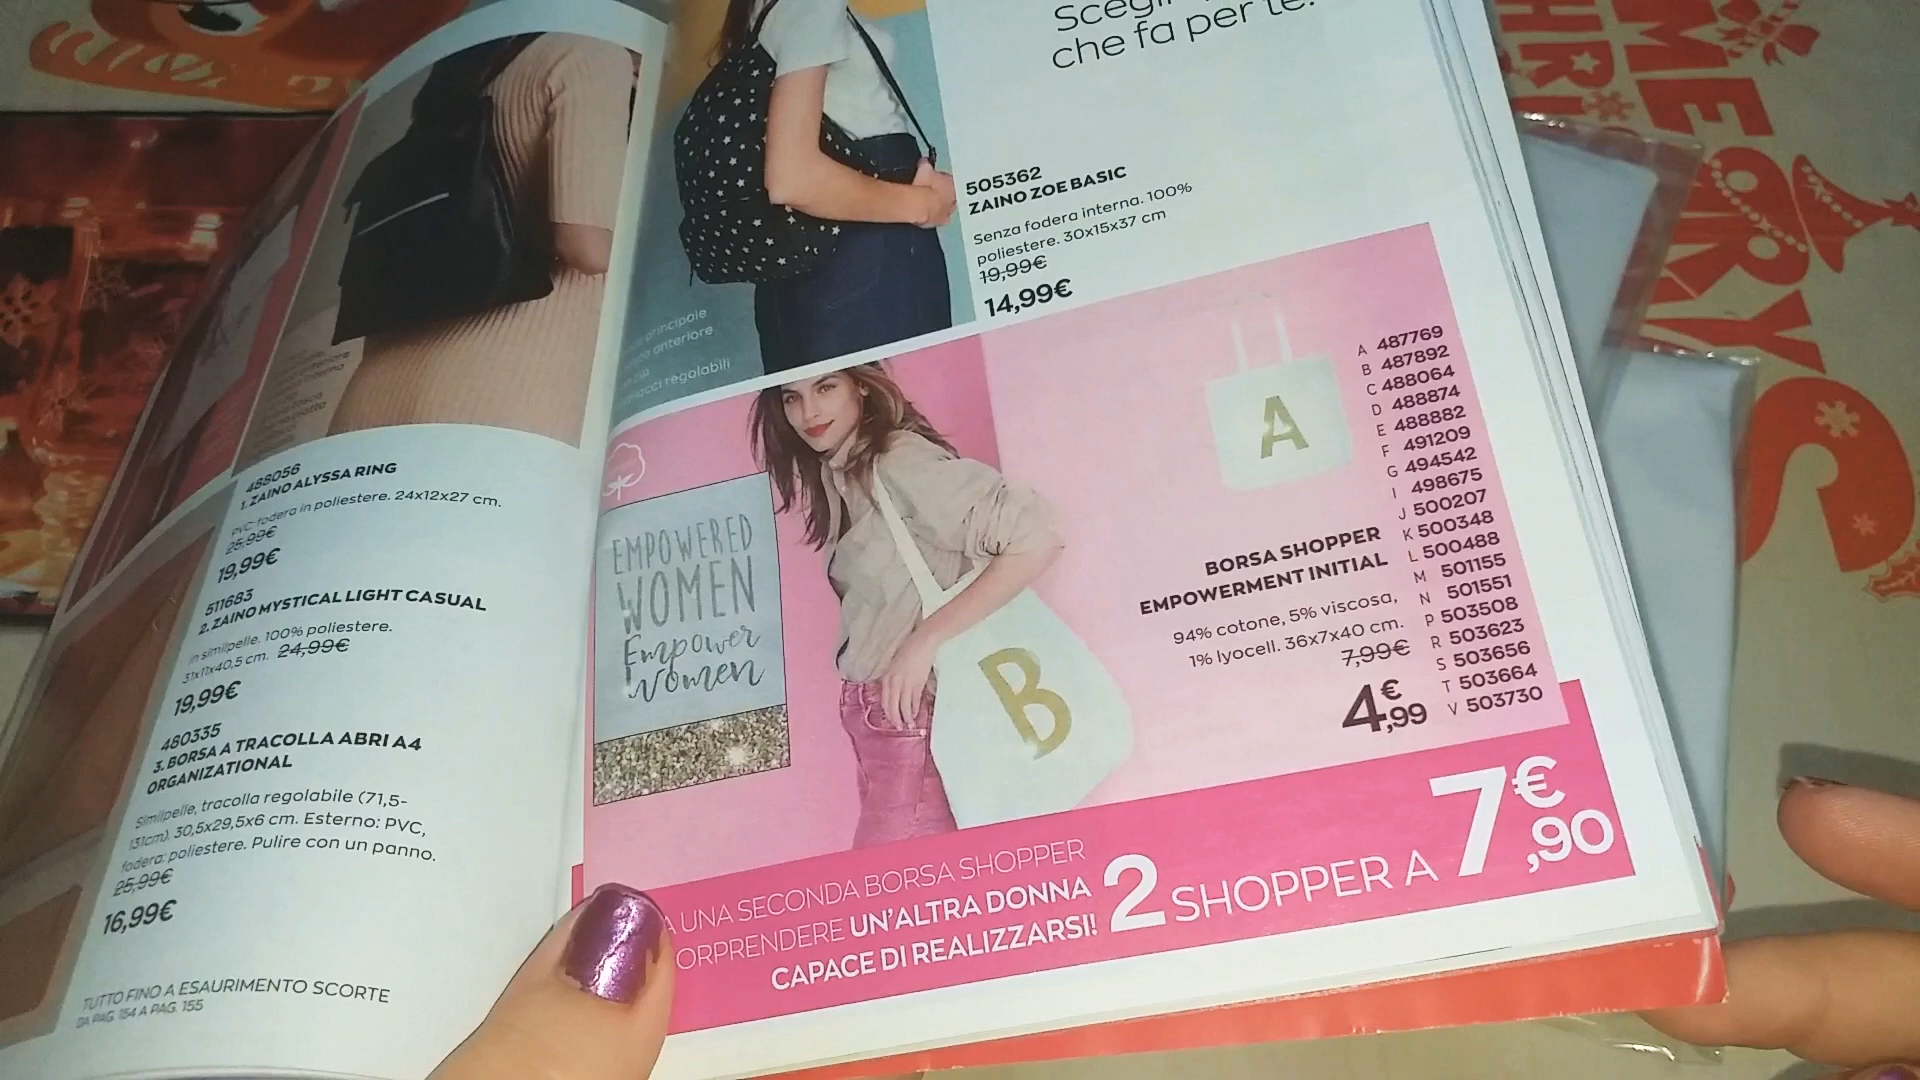 488056
1. ZAINO ALYSSA RING
PVC- fodera in poliestere. 24x12x27 cm.
25,99€
19,99€
511683
2. ZAINO MYSTICAL LIGHT CASUAL
in similpelle. 100% poliestere.
31x11x40,5 cm. 24,99€
19,99€
480335
3. BORSA A TRACOLLA ABRI A4
ORGANIZATIONAL
Similpelle, tracolla regolabile (71,5-
131cm). 30,5x29,5x6 cm. Esterno: PVC,
fodera: poliestere. Pulire con un panno.
25,99€
16,99€
TUTTO FINO A ESAURIMENTO SCORTE
DA PAG. 154 A PAG. 155
che fa per te.
505362
ZAINO ZOE BASIC
Senza fodera interna. 100%
poliestere. 30x15x37 cm
19,99€
14,99€
principale
anteriore
regolabili
EMPOWERED
WOMEN
Empower
Women
B
A
BORSA SHOPPER
EMPOWERMENT INITIAL
94% cotone, 5% viscosa,
1% lyocell. 36x7x40 cm.
7,99€
4,99€
A 487769
B 487892
C 488064
D 488874
E 488882
F 491209
G 494542
I 498675
J 500207
K 500348
L 500488
M 501155
N 501551
P 503508
R 503623
S 503656
T 503664
V 503730
A UNA SECONDA BORSA SHOPPER
ORPRENDERE UN'ALTRA DONNA
CAPACE DI REALIZZARSI!
2 SHOPPER A 7,90€
MERRY
CHRI
S